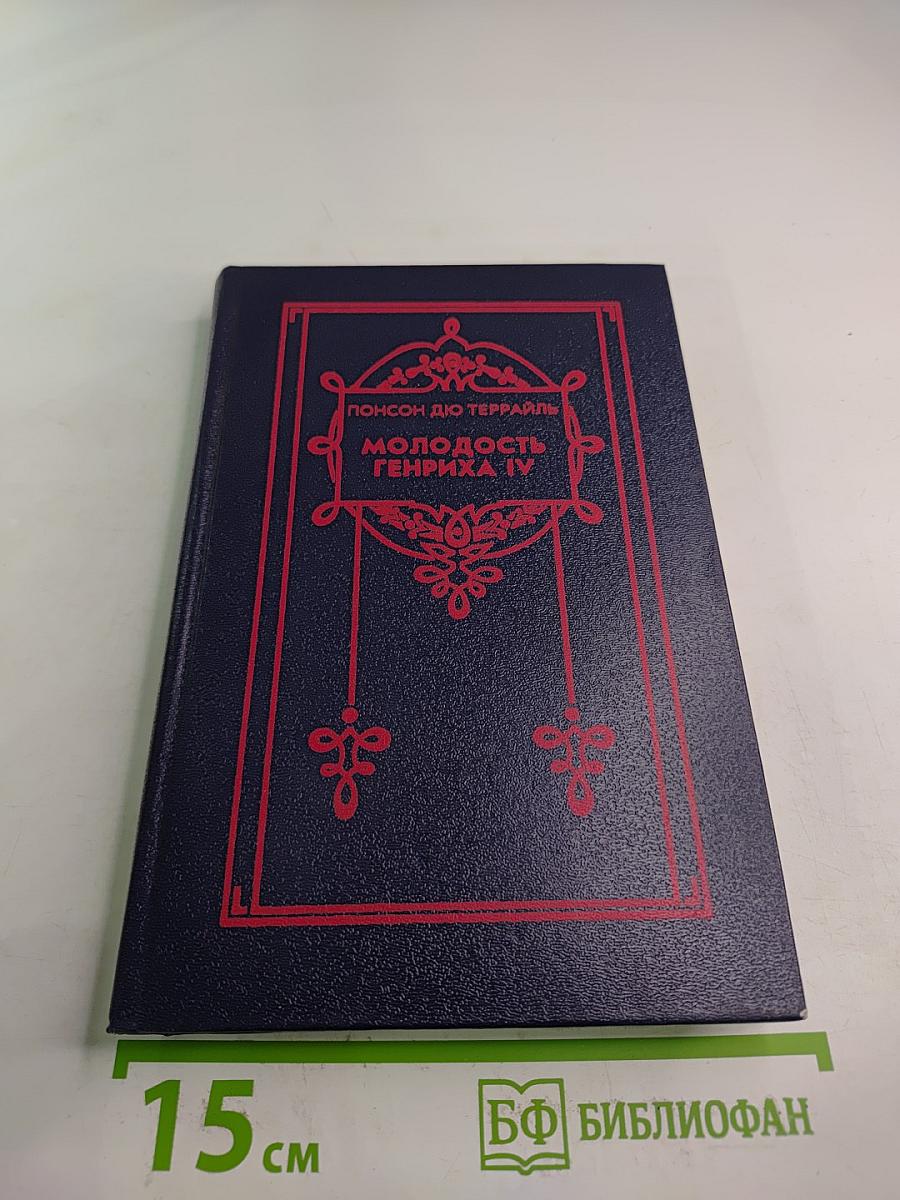 ПОНСОН ДЮ ТЕРРАЙЛЬ
МОЛОДОСТЬ
ГЕНРИХА IV
15 см
БФ БИБЛИОФАН